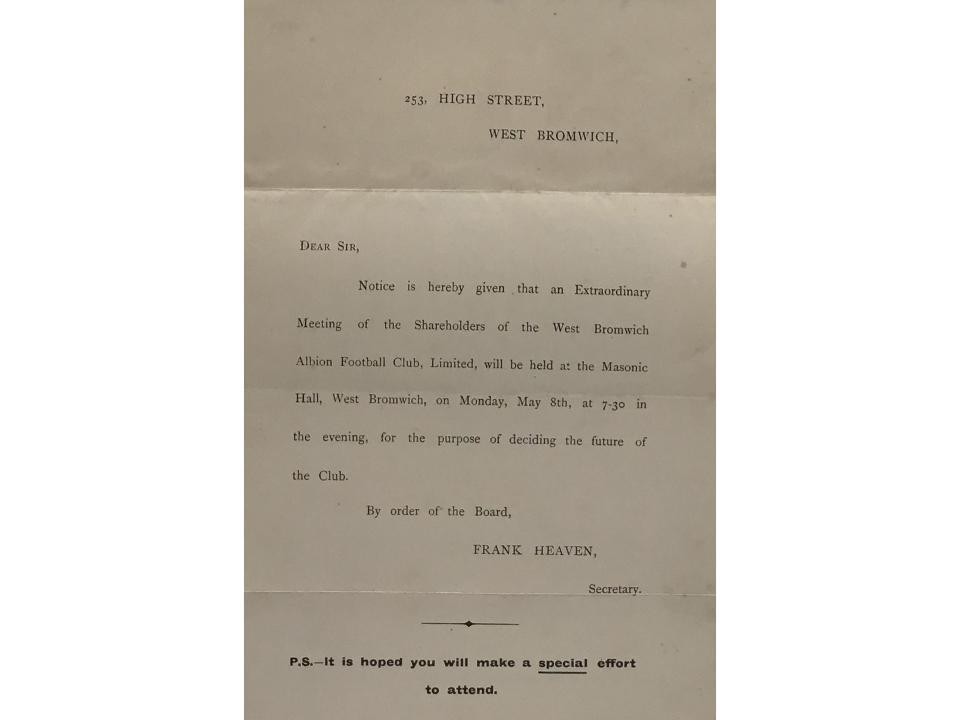 253, HIGH STREET,
WEST BROMWICH,
DEAR SIR,
Notice is hereby given that an Extraordinary
Meeting of the Shareholders of the West Bromwich
Albion Football Club, Limited, will be held at the Masonic
Hall, West Bromwich, on Monday, May 8th, at 7-30 in
the evening, for the purpose of deciding the future of
the Club.
By order of the Board,
FRANK HEAVEN,
Secretary.
P.S.—It is hoped you will make a special effort
to attend.